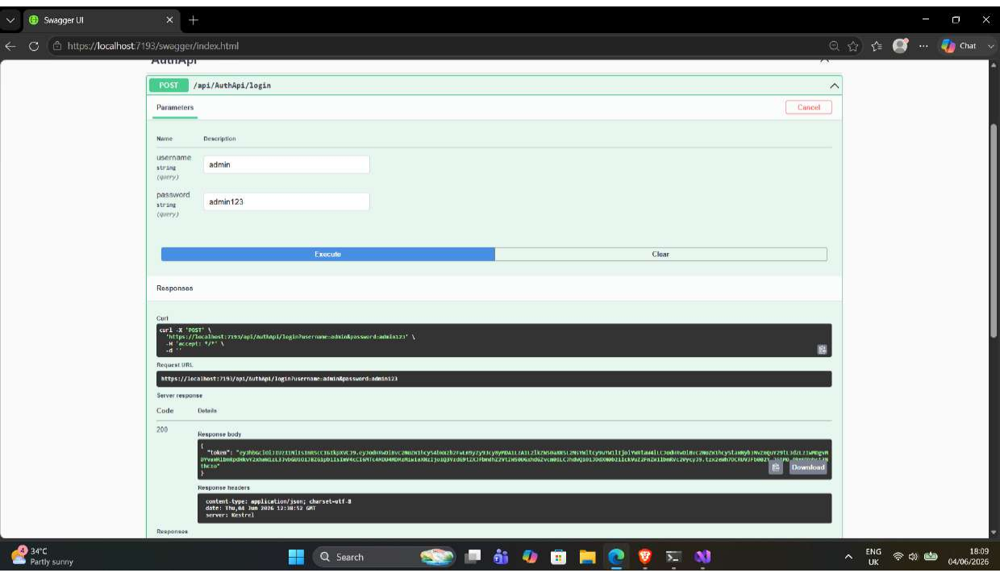 Swagger UI
https://localhost:7193/swagger/index.html
Chat
AuthApi
POST /api/AuthApi/login
Parameters
Cancel
Name Description
username
string
(query)
admin
password
string
(query)
admin123
Execute Clear
Responses
Curl
curl -X 'POST' \
'https://localhost:7193/api/AuthApi/login?username=admin&password=admin123' \
-H 'accept: */*' \
-d ''
Request URL
https://localhost:7193/api/AuthApi/login?username=admin&password=admin123
Server response
Code Details
200
Response body
{
"token":
}
Download
Response headers
content-type: application/json; charset=utf-8
date: Thu,04 Jun 2026 12:38:52 GMT
server: Kestrel
Responses
4
34°C
Partly sunny
Search
ENG
UK
18:09
04/06/2026